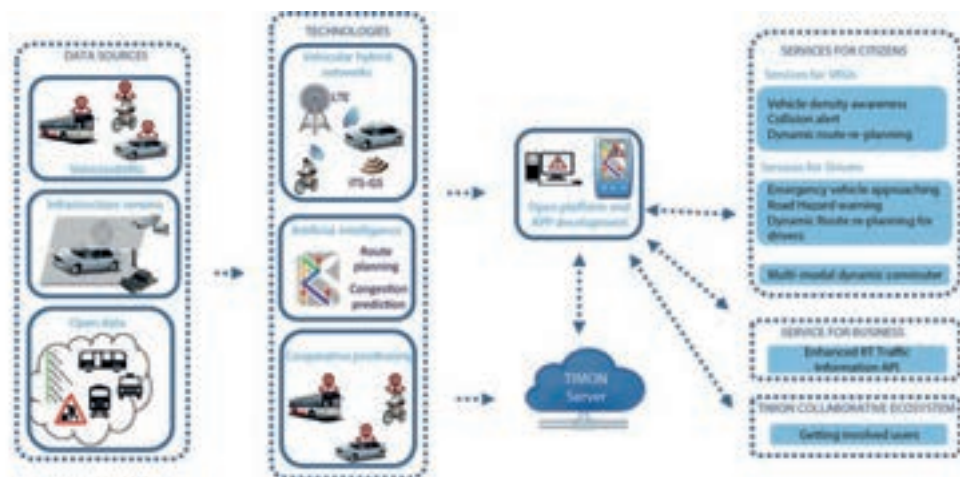 DATA SOURCES
Infrastructure sensors
Open data
TECHNOLOGIES
Vehicular hybrid
networks
LTE
ITS-G5
Artificial Intelligence
Route
planning
Congestion
prediction
Cooperative positioning
Open platform and
APP development
TIMON
Server
SERVICES FOR CITIZENS
Services for VRUs
Vehicle density awareness
Collision alert
Dynamic route re-planning
Services for Drivers
Emergency vehicle approaching
Road Hazard warning
Dynamic Route re-planning for
drivers
Multi-modal dynamic commuter
SERVICE FOR BUSINESS
Enhanced RT Traffic
Information API
TIMON COLLABORATIVE ECOSYSTEM
Getting involved users